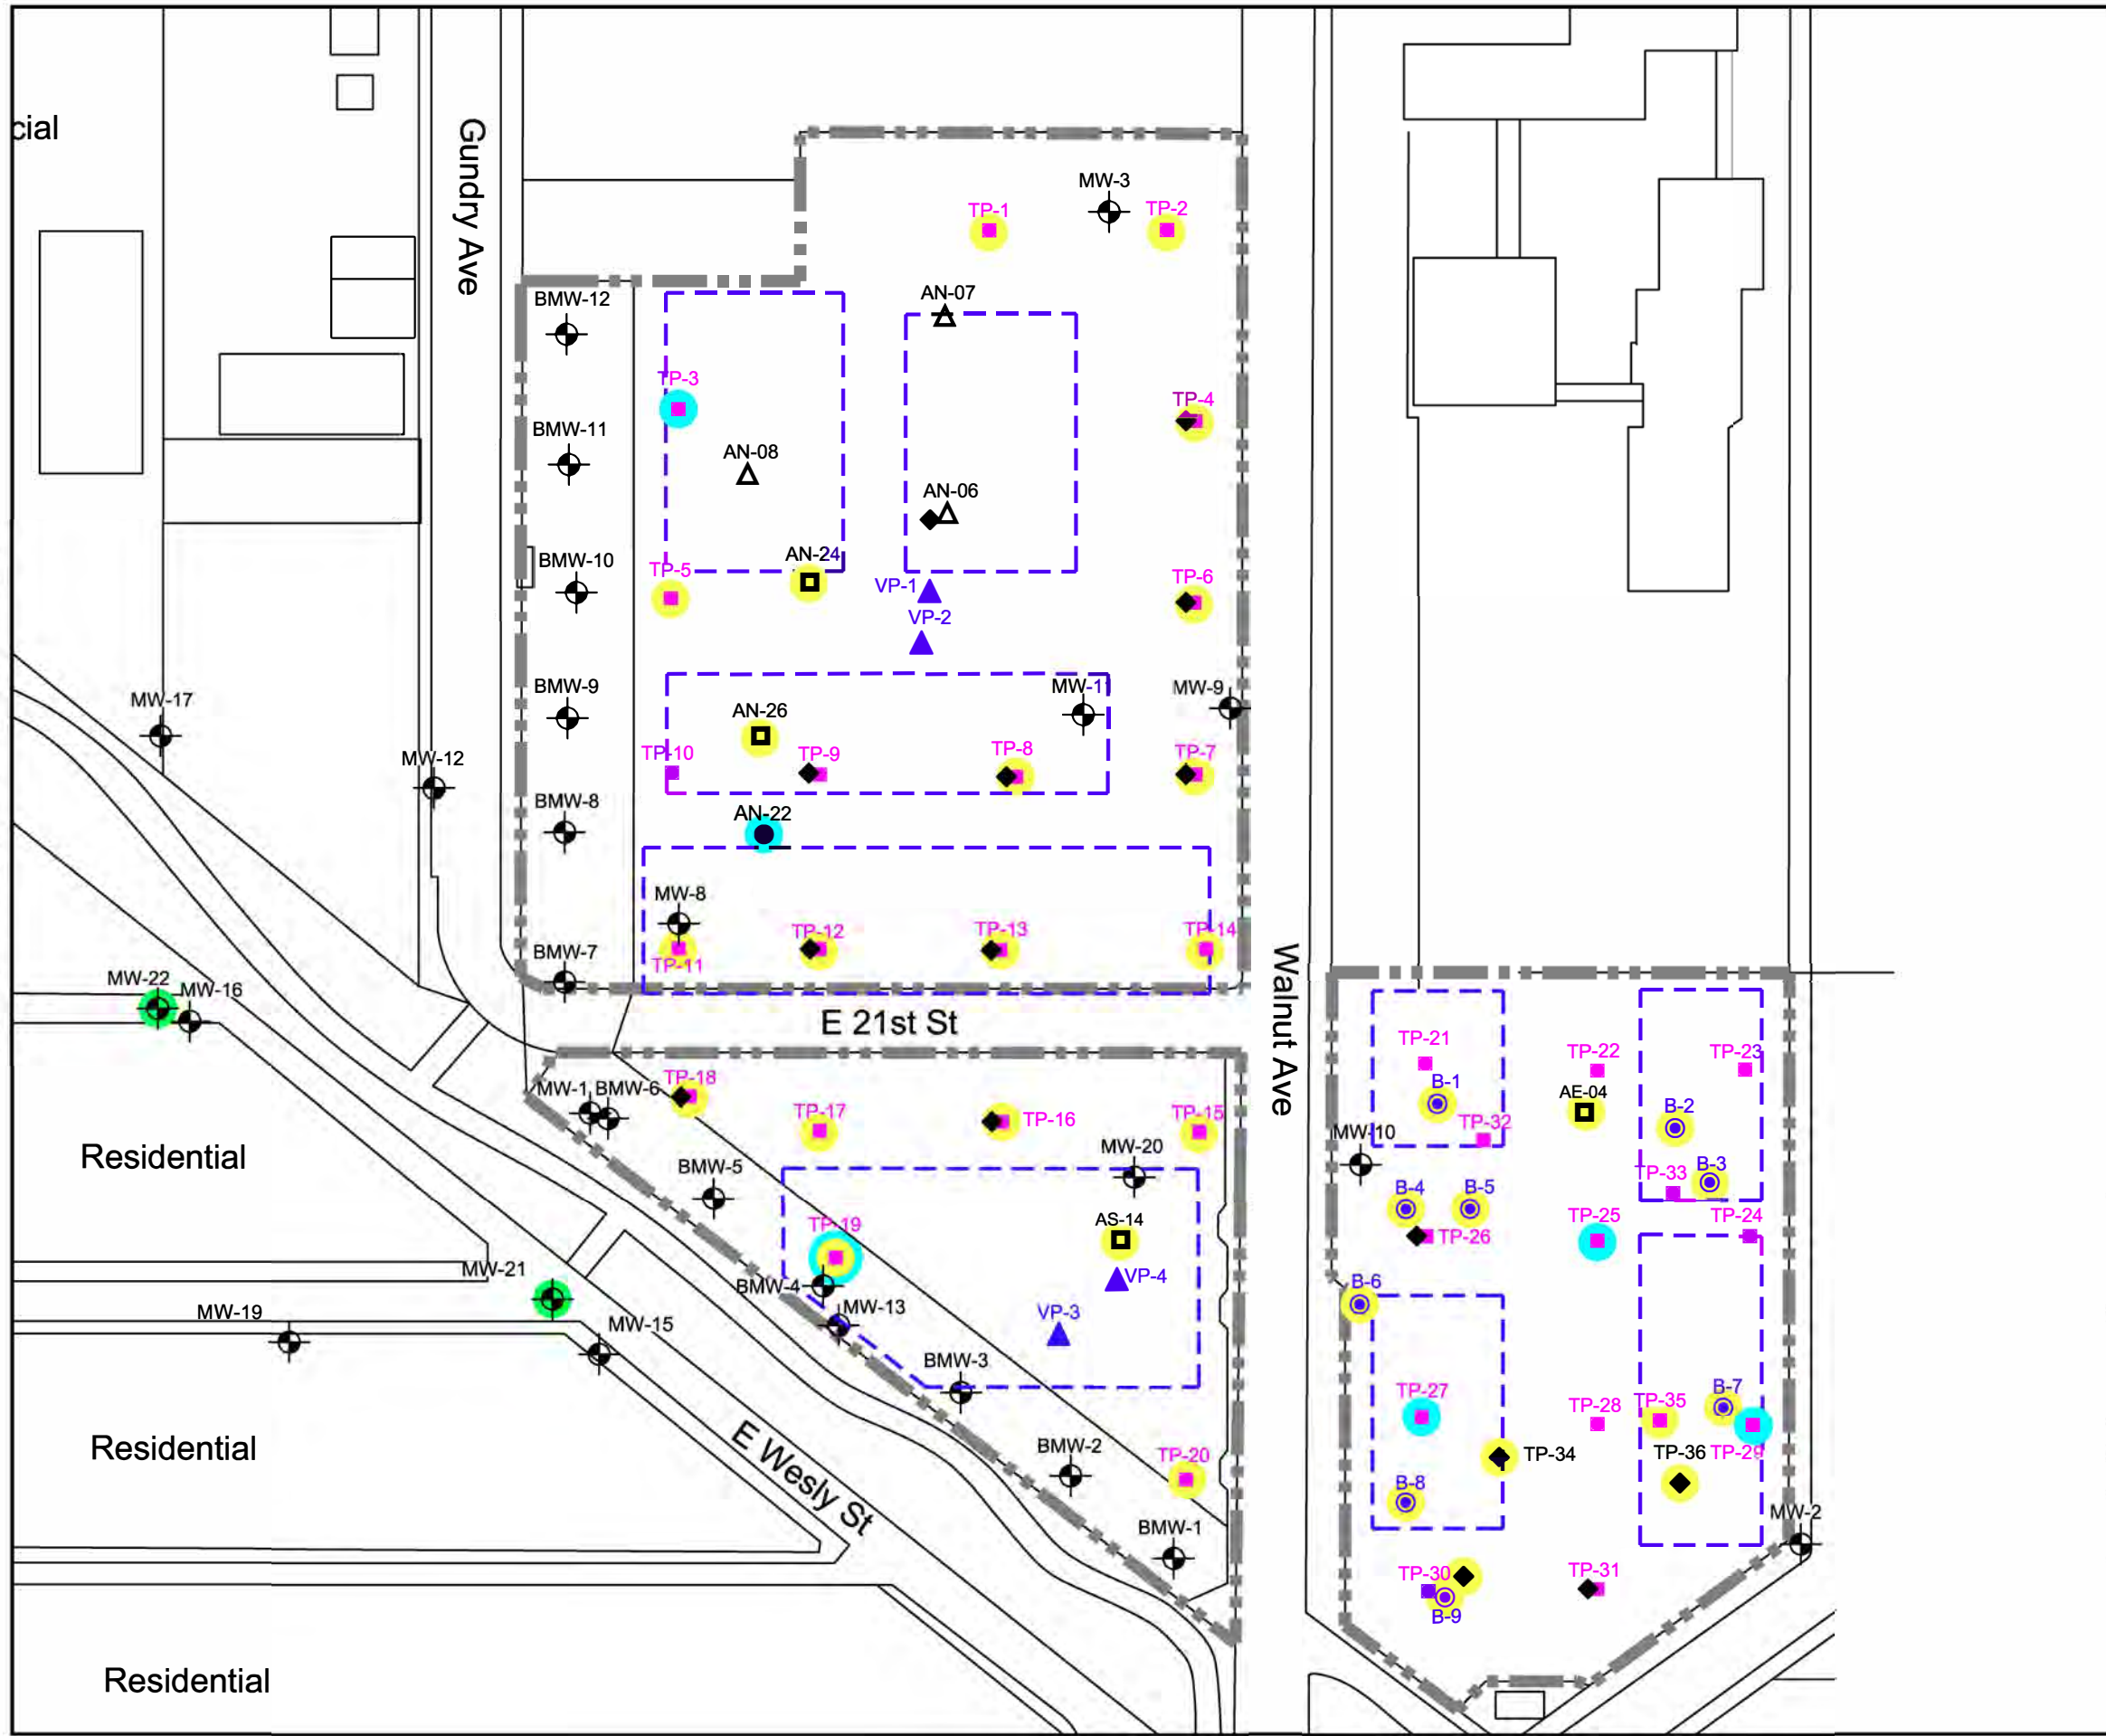 cial
Gundry Ave
MW-3
TP-1
TP-2
AN-07
BMW-12
TP-3
TP-4
BMW-11
AN-08
AN-06
BMW-10
AN-24
TP-5
VP-1
TP-6
VP-2
BMW-9
MW-11
MW-9
MW-17
AN-26
TP-10
TP-9
TP-8
TP-7
MW-12
BMW-8
AN-22
MW-8
TP-12
TP-13
TP-14
BMW-7
TP-11
MW-22
MW-16
E 21st St
Walnut Ave
TP-21
TP-22
TP-23
MW-1
BMW-6
TP-18
B-1
AE-04
B-2
TP-17
TP-16
TP-15
TP-32
MW-10
Residential
BMW-5
MW-20
TP-33
B-3
B-4
B-5
TP-19
AS-14
TP-25
TP-24
TP-26
MW-21
BMW-4
VP-4
B-6
MW-19
MW-15
MW-13
VP-3
BMW-3
TP-27
TP-28
TP-35
B-7
Residential
E Wesly St
BMW-2
TP-20
TP-34
TP-36
TP-29
B-8
BMW-1
MW-2
TP-30
TP-31
B-9
Residential